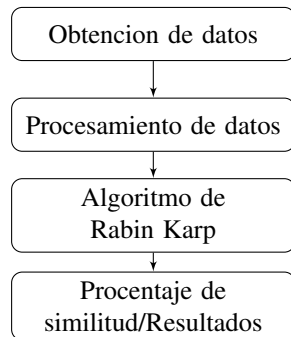 Obtencion de datos
Procesamiento de datos
Algoritmo de
Rabin Karp
Procentaje de
similitud/Resultados